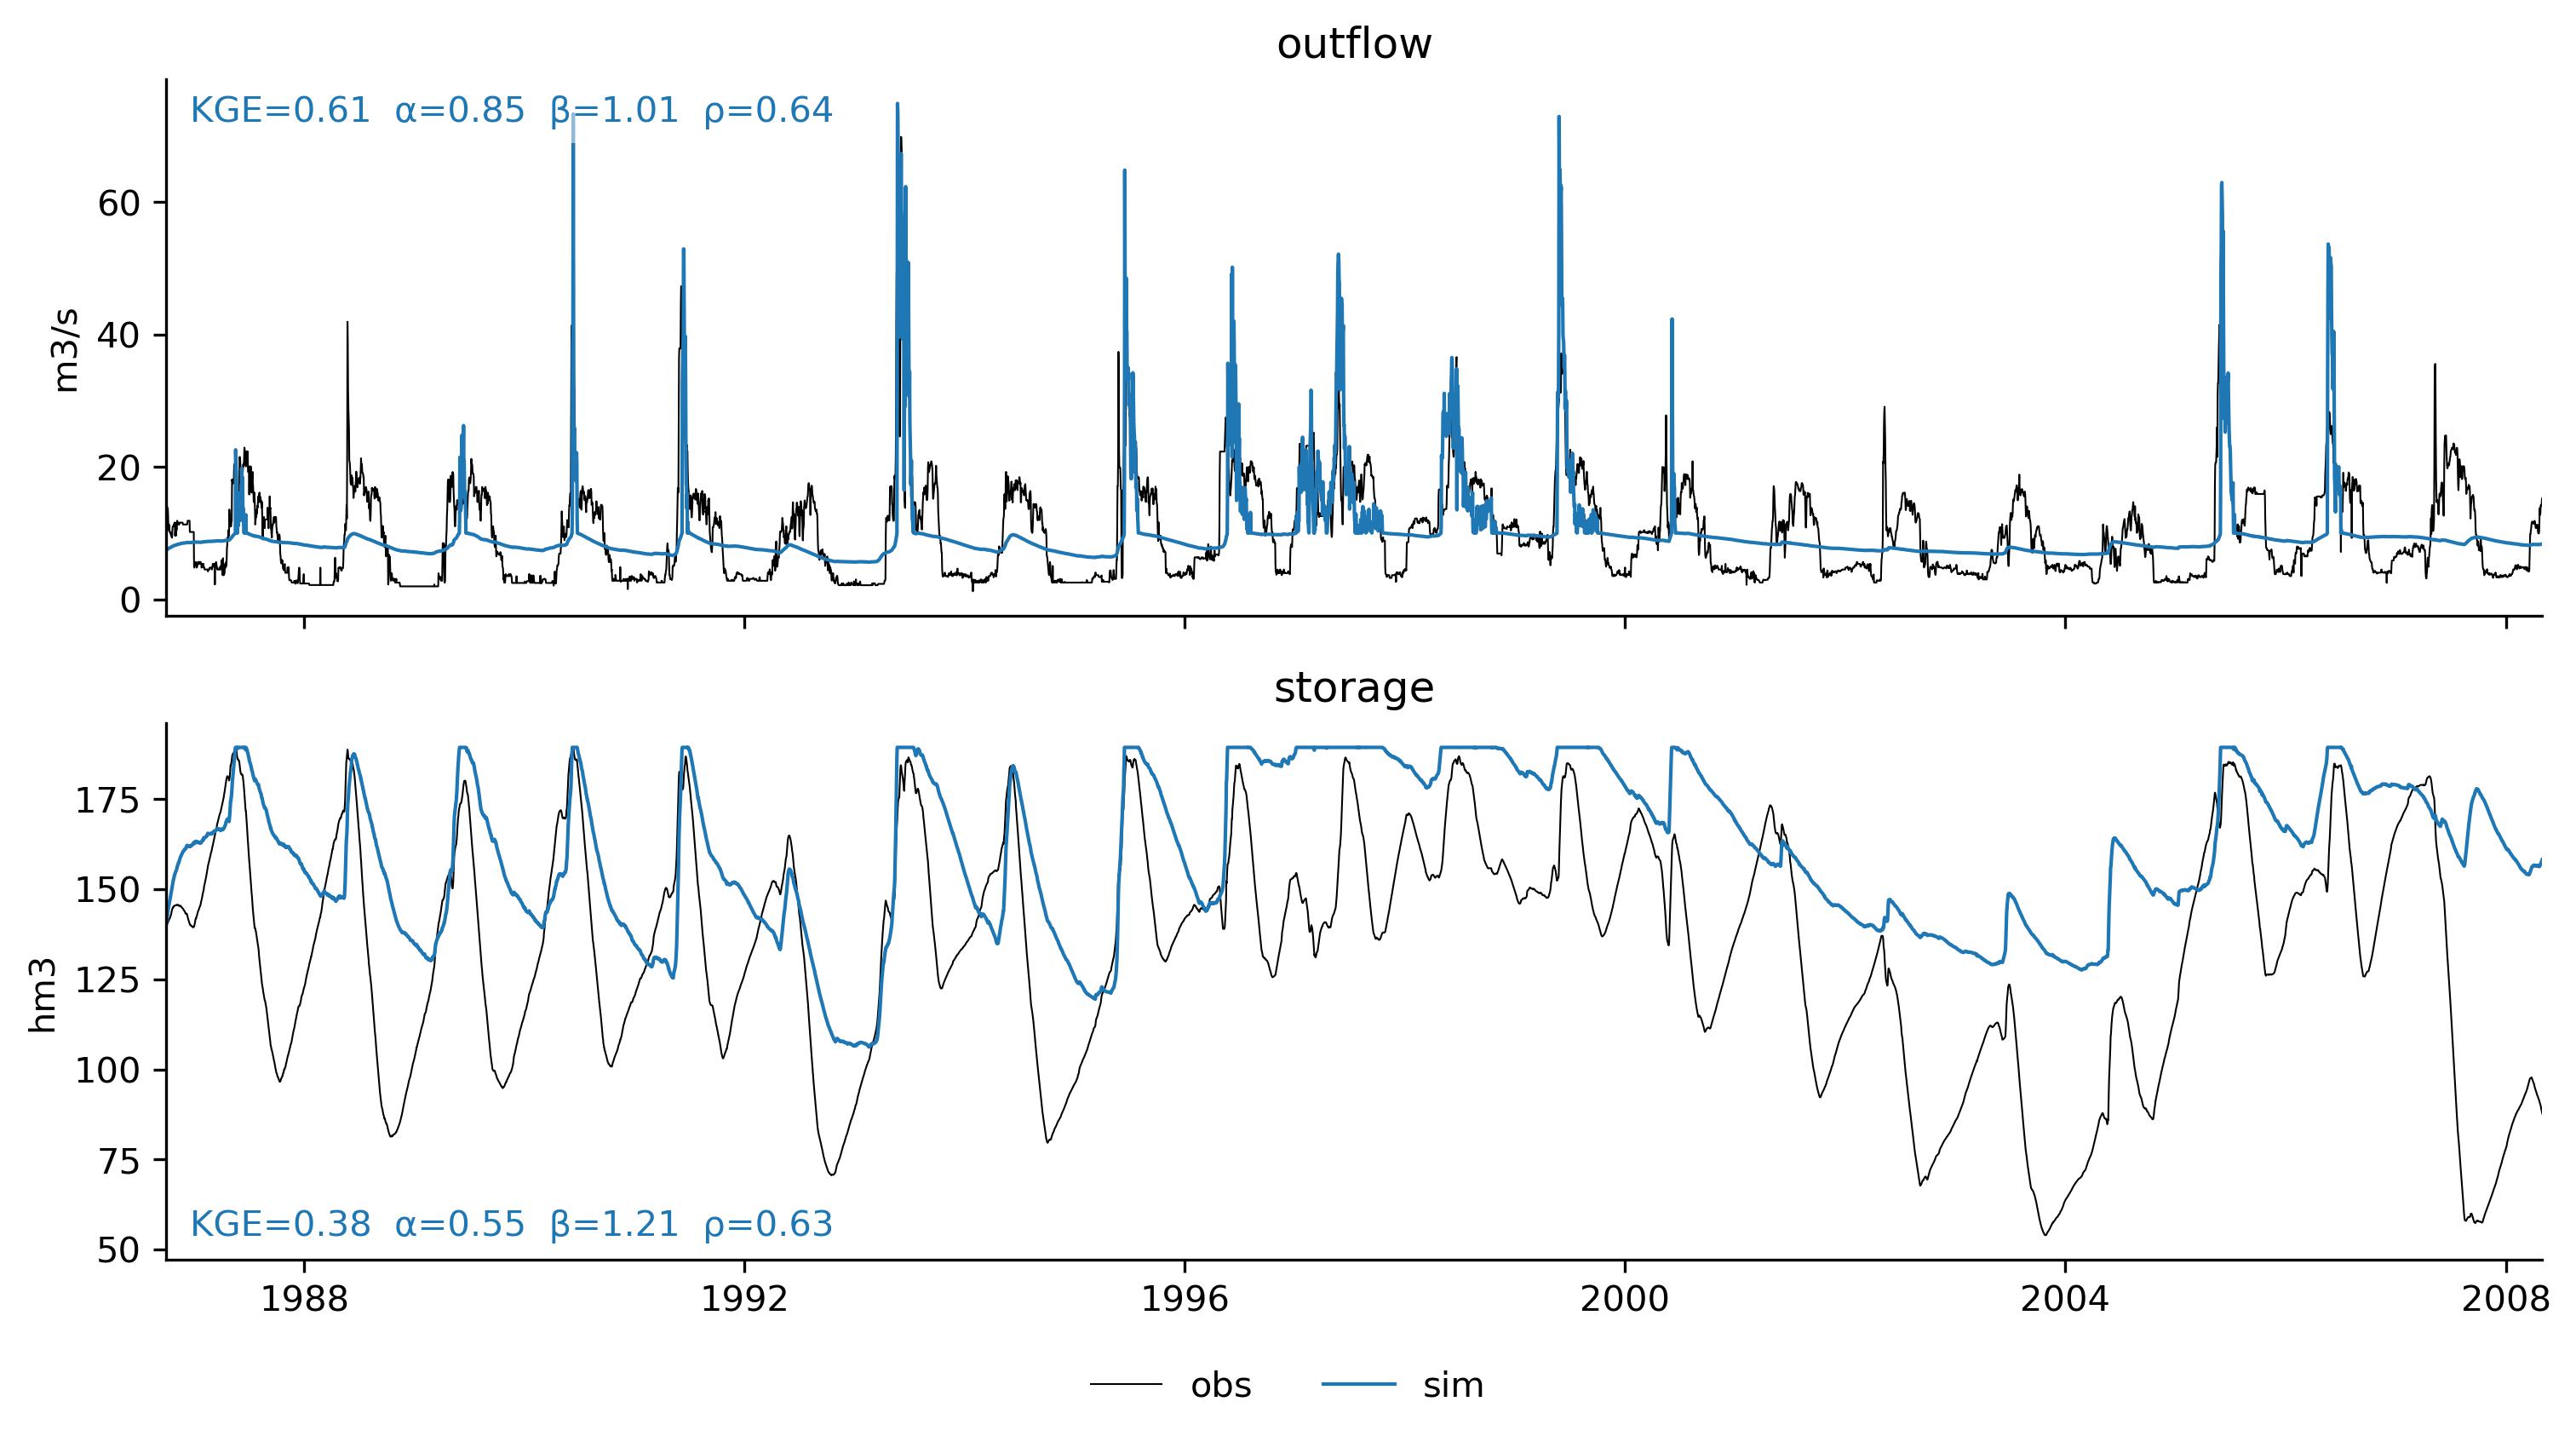 outflow
KGE=0.61 α=0.85 β=1.01 ρ=0.64
m3/s
60
40
20
0
storage
hm3
175
150
125
100
75
50
KGE=0.38 α=0.55 β=1.21 ρ=0.63
1988 1992 1996 2000 2004 2008
obs sim